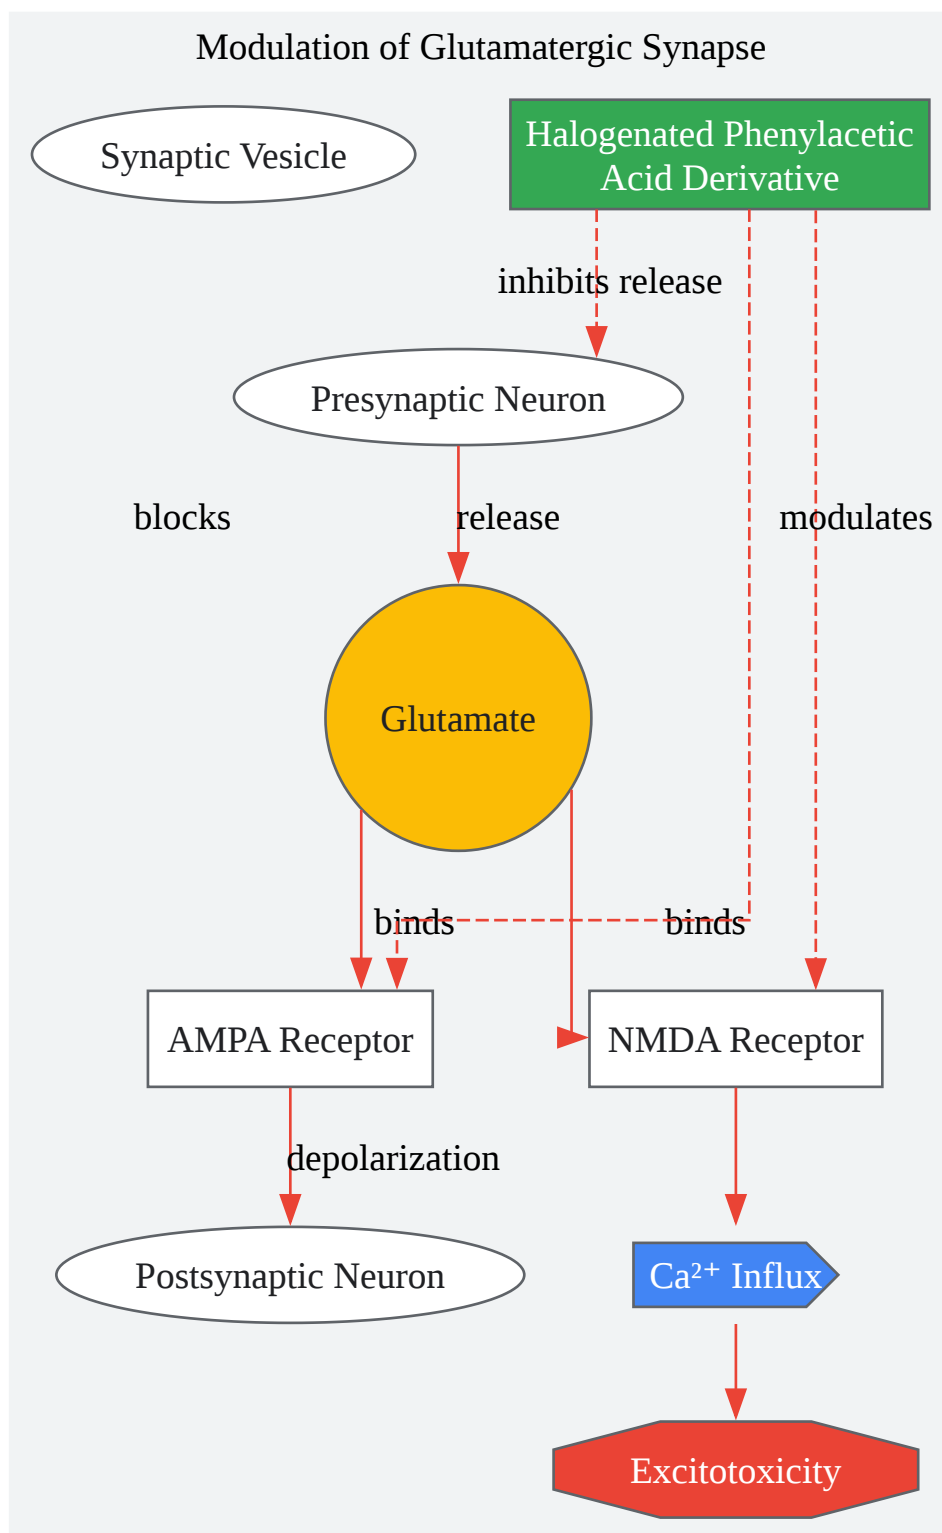 Modulation of Glutamatergic Synapse
Synaptic Vesicle
Halogenated Phenylacetic
Acid Derivative
inhibits release
Presynaptic Neuron
blocks
release
modulates
Glutamate
binds
binds
AMPA Receptor
NMDA Receptor
depolarization
Postsynaptic Neuron
Ca²⁺ Influx
Excitotoxicity